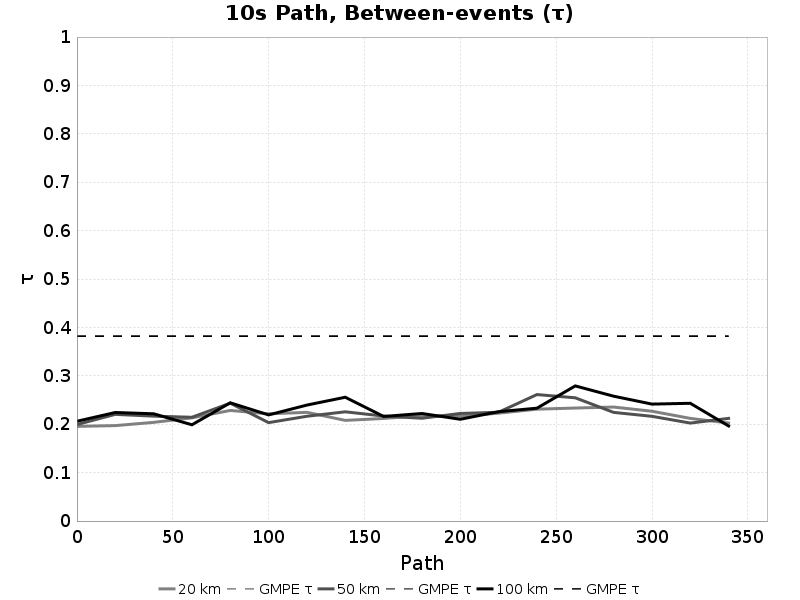 10s Path, Between-events (τ)
1
0.9
0.8
0.7
0.6
0.5
0.4
0.3
0.2
0.1
0
τ
0 50 100 150 200 250 300 350
Path
20 km GMPE τ 50 km GMPE τ 100 km GMPE τ